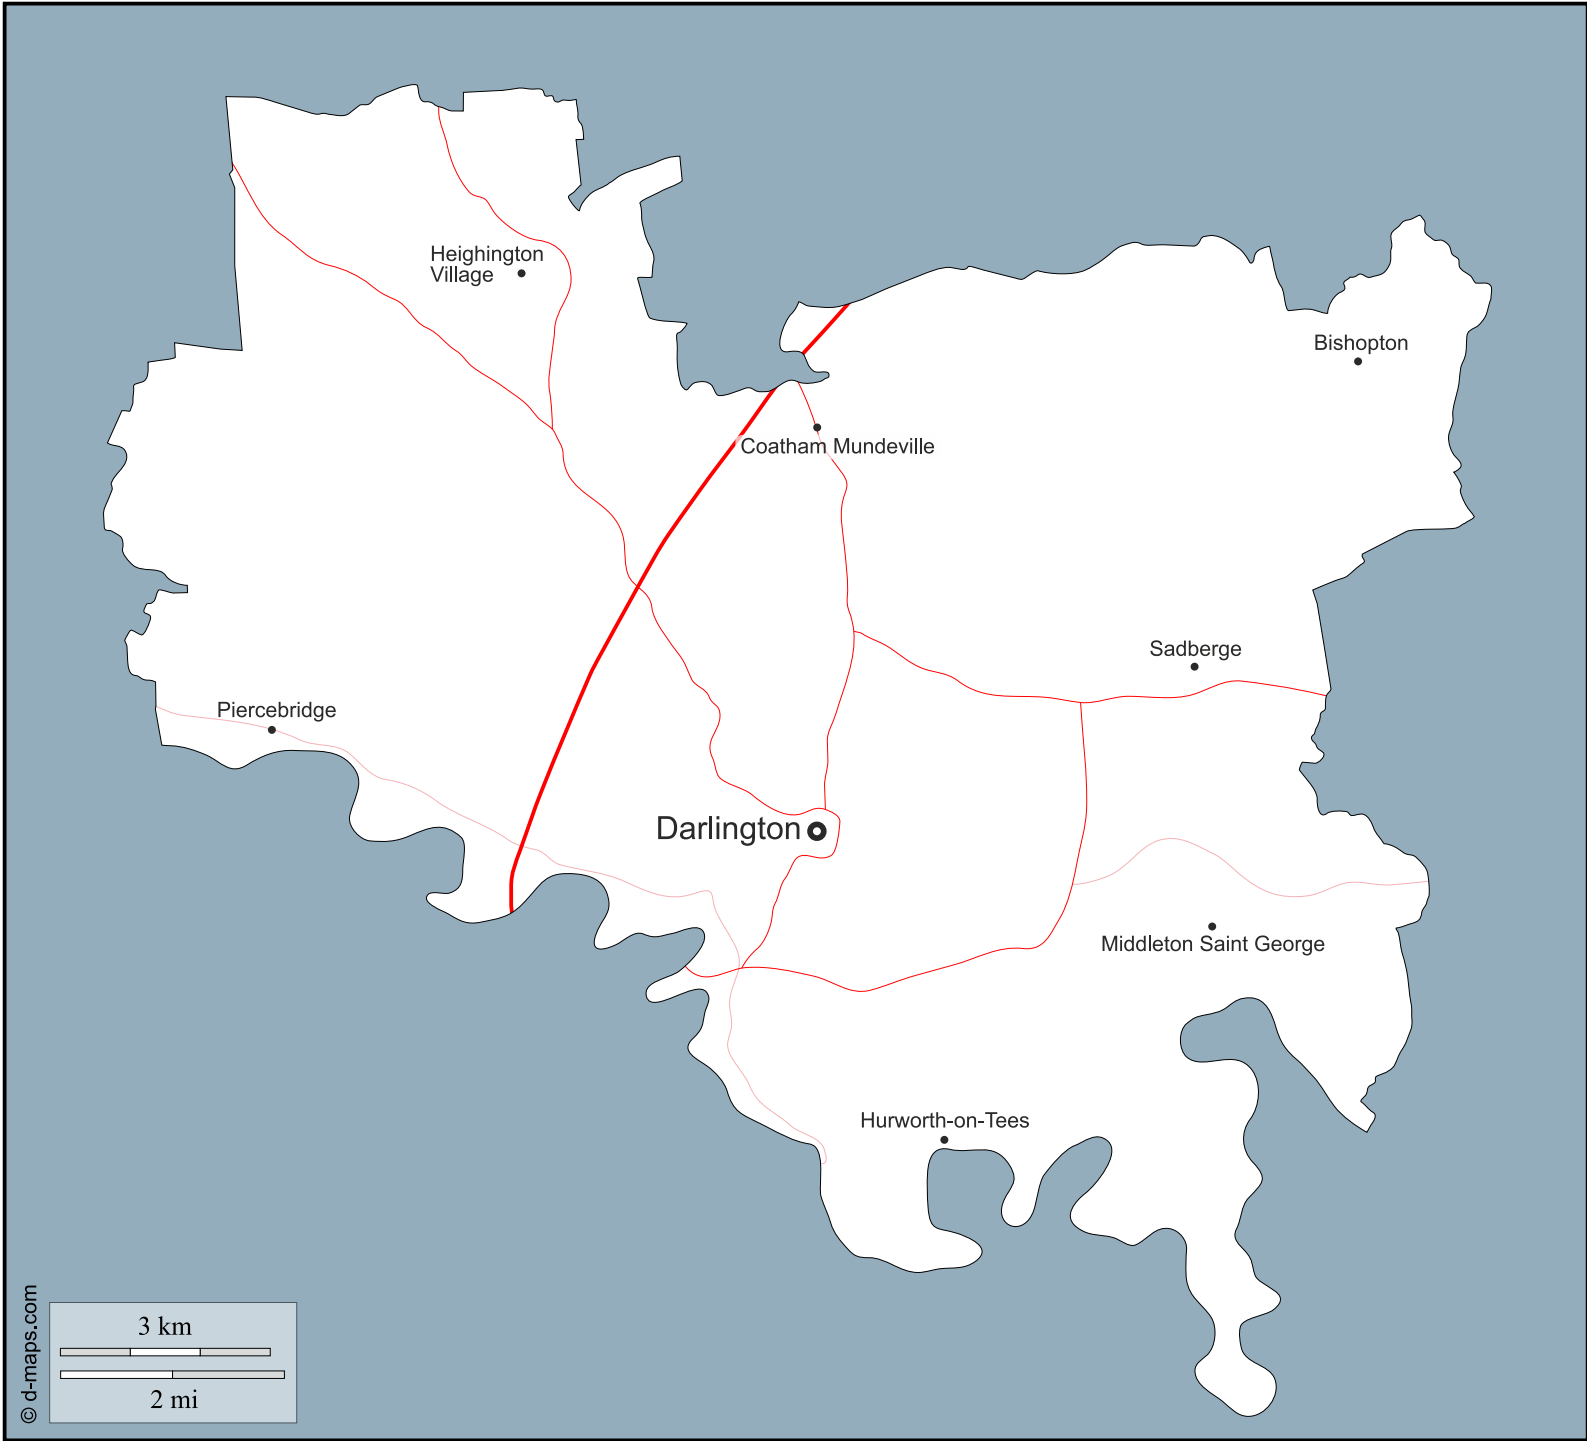 Heighington
Village
Bishopton
Coatham Mundeville
Sadberge
Piercebridge
Darlington
Middleton Saint George
Hurworth-on-Tees
3 km
2 mi
© d-maps.com